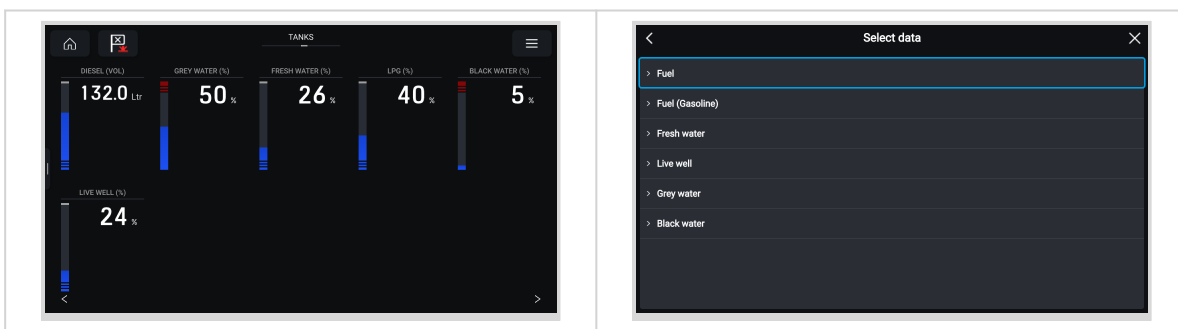 TANKS
DIESEL (VOL) GREY WATER (%) FRESH WATER (%) LPG (%) BLACK WATER (%)
132.0 Ltr 50 % 26 % 40 % 5 %
LIVE WELL (%)
24 %
Select data
Fuel
Fuel (Gasoline)
Fresh water
Live well
Grey water
Black water